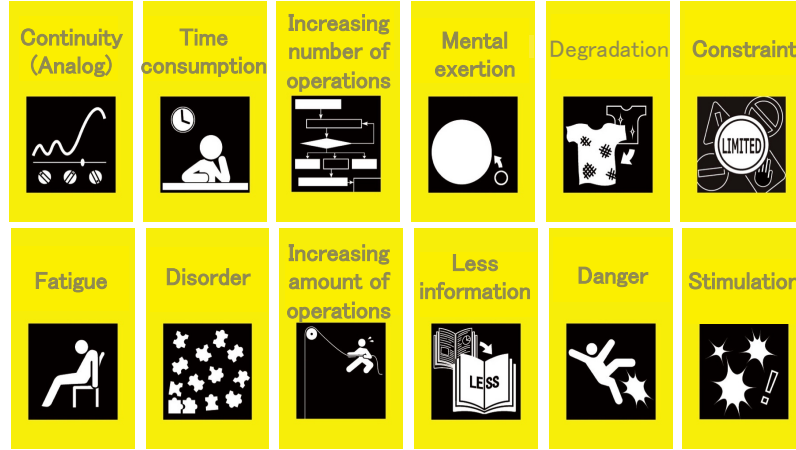 Continuity
(Analog)
Time
consumption
Increasing
number of
operations
Mental
exertion
Degradation
Constraint
LIMITED
Fatigue
Disorder
Increasing
amount of
operations
Less
information
LESS
Danger
Stimulation
!